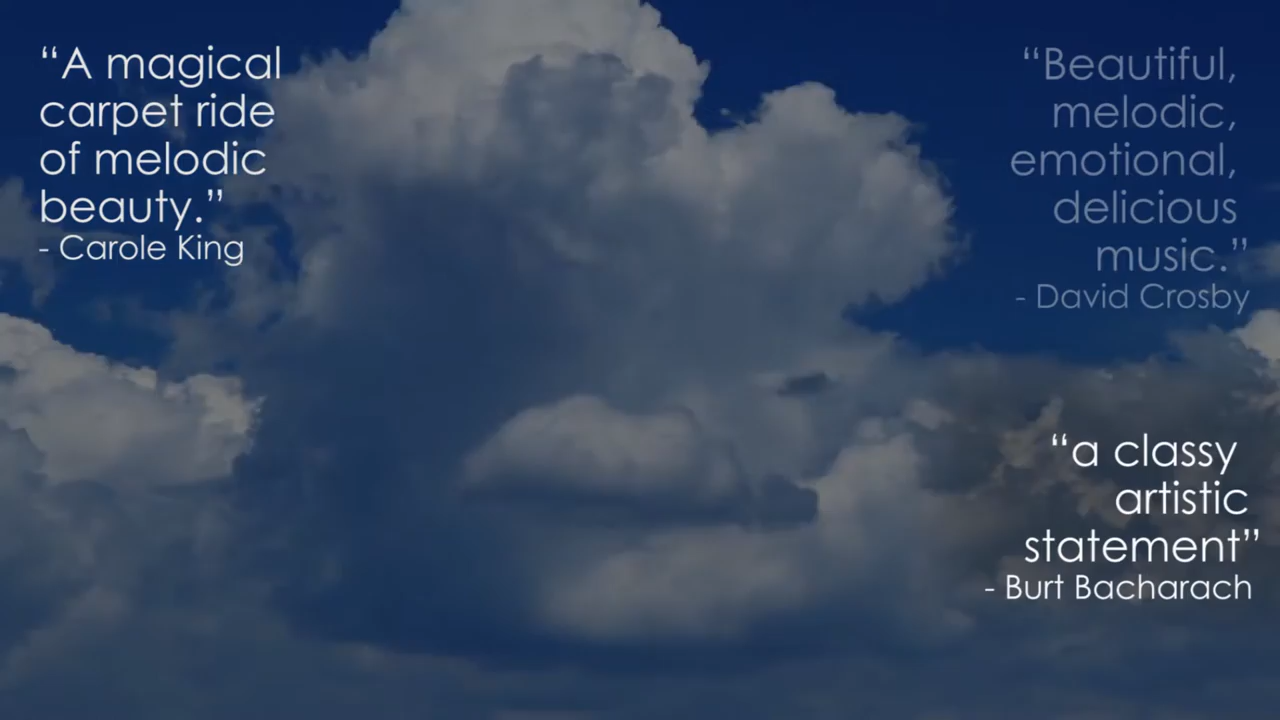 “A magical
carpet ride
of melodic
beauty.”
- Carole King
“Beautiful,
melodic,
emotional,
delicious
music.”
- David Crosby
“a classy
artistic
statement”
- Burt Bacharach